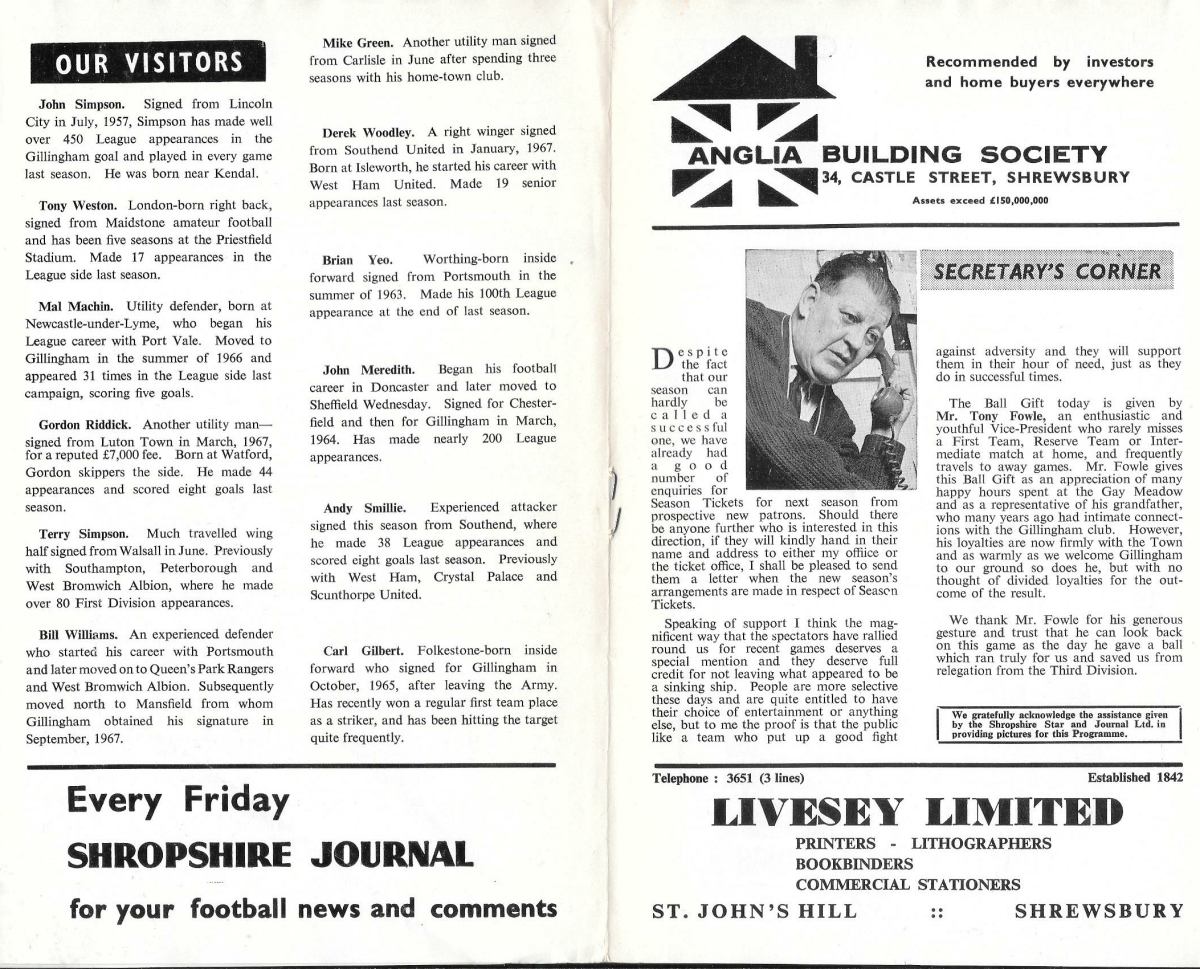 OUR VISITORS
John Simpson. Signed from Lincoln
City in July, 1957, Simpson has made well
over 450 League appearances in the
Gillingham goal and played in every game
last season. He was born near Kendal.
Tony Weston. London-born right back,
signed from Maidstone amateur football
and has been five seasons at the Priestfield
Stadium. Made 17 appearances in the
League side last season.
Mal Machin. Utility defender, born at
Newcastle-under-Lyme, who began his
League career with Port Vale. Moved to
Gillingham in the summer of 1966 and
appeared 31 times in the League side last
campaign, scoring five goals.
Gordon Riddick. Another utility man—
signed from Luton Town in March, 1967,
for a reputed £7,000 fee. Born at Watford,
Gordon skippers the side. He made 44
appearances and scored eight goals last
season.
Terry Simpson. Much travelled wing
half signed from Walsall in June. Previously
with Southampton, Peterborough and
West Bromwich Albion, where he made
over 80 First Division appearances.
Bill Williams. An experienced defender
who started his career with Portsmouth
and later moved on to Queen's Park Rangers
and West Bromwich Albion. Subsequently
moved north to Mansfield from whom
Gillingham obtained his signature in
September, 1967.
Mike Green. Another utility man signed
from Carlisle in June after spending three
seasons with his home-town club.
Derek Woodley. A right winger signed
from Southend United in January, 1967.
Born at Isleworth, he started his career with
West Ham United. Made 19 senior
appearances last season.
Brian Yeo. Worthing-born inside
forward signed from Portsmouth in the
summer of 1963. Made his 100th League
appearance at the end of last season.
John Meredith. Began his football
career in Doncaster and later moved to
Sheffield Wednesday. Signed for Chester-
field and then for Gillingham in March,
1964. Has made nearly 200 League
appearances.
Andy Smillie. Experienced attacker
signed this season from Southend, where
he made 38 League appearances and
scored eight goals last season. Previously
with West Ham, Crystal Palace and
Scunthorpe United.
Carl Gilbert. Folkestone-born inside
forward who signed for Gillingham in
October, 1965, after leaving the Army.
Has recently won a regular first team place
as a striker, and has been hitting the target
quite frequently.
Every Friday
SHROPSHIRE JOURNAL
for your football news and comments
Recommended by investors
and home buyers everywhere
ANGLIA BUILDING SOCIETY
34, CASTLE STREET, SHREWSBURY
Assets exceed £150,000,000
SECRETARY'S CORNER
Despite
the fact
that our
season can
hardly be
called a
successful
one, we have
already had
a good
number of
enquiries for
Season Tickets for next season from
prospective new patrons. Should there
be anyone further who is interested in this
direction, if they will kindly hand in their
name and address to either my office or
the ticket office, I shall be pleased to send
them a letter when the new season's
arrangements are made in respect of Season
Tickets.
Speaking of support I think the mag-
nificent way that the spectators have rallied
round us for recent games deserves a
special mention and they deserve full
credit for not leaving what appeared to be
a sinking ship. People are more selective
these days and are quite entitled to have
their choice of entertainment or anything
else, but to me the proof is that the public
like a team who put up a good fight
against adversity and they will support
them in their hour of need, just as they
do in successful times.
The Ball Gift today is given by
Mr. Tony Fowle, an enthusiastic and
youthful Vice-President who rarely misses
a First Team, Reserve Team or Inter-
mediate match at home, and frequently
travels to away games. Mr. Fowle gives
this Ball Gift as an appreciation of many
happy hours spent at the Gay Meadow
and as a representative of his grandfather,
who many years ago had intimate connect-
ions with the Gillingham club. However,
his loyalties are now firmly with the Town
and as warmly as we welcome Gillingham
to our ground so does he, but with no
thought of divided loyalties for the out-
come of the result.
We thank Mr. Fowle for his generous
gesture and trust that he can look back
on this game as the day he gave a ball
which ran truly for us and saved us from
relegation from the Third Division.
We gratefully acknowledge the assistance given
by the Shropshire Star and Journal Ltd. in
providing pictures for this Programme.
Telephone : 3651 (3 lines) Established 1842
LIVESEY LIMITED
PRINTERS - LITHOGRAPHERS
BOOKBINDERS
COMMERCIAL STATIONERS
ST. JOHN'S HILL :: SHREWSBURY